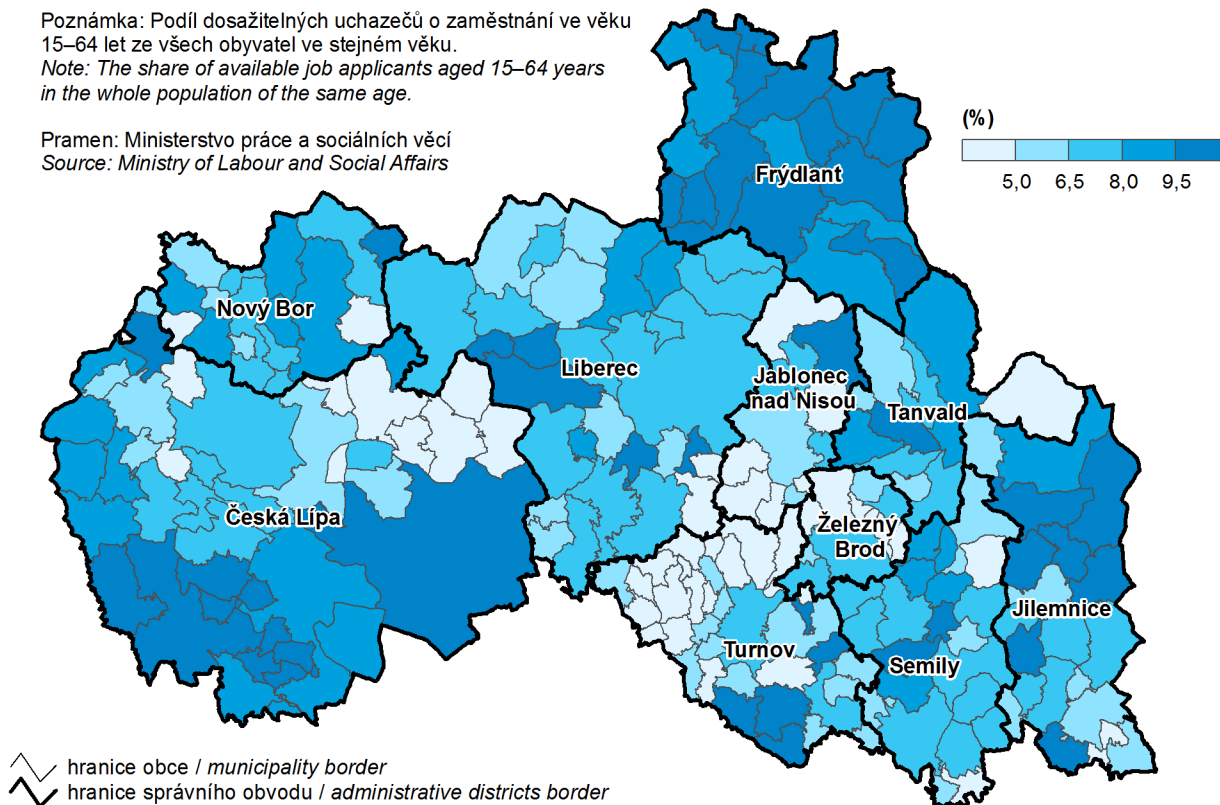 Poznámka: Podíl dosažitelných uchazečů o zaměstnání ve věku
15–64 let ze všech obyvatel ve stejném věku.
Note: The share of available job applicants aged 15–64 years
in the whole population of the same age.
Pramen: Ministerstvo práce a sociálních věcí
Source: Ministry of Labour and Social Affairs
(%)
5,0 6,5 8,0 9,5
Frýdlant
Nový Bor
Liberec
Jablonec
nad Nisou
Tanvald
Česká Lípa
Železný
Brod
Jilemnice
Turnov
Semily
hranice obce / municipality border
hranice správního obvodu / administrative districts border